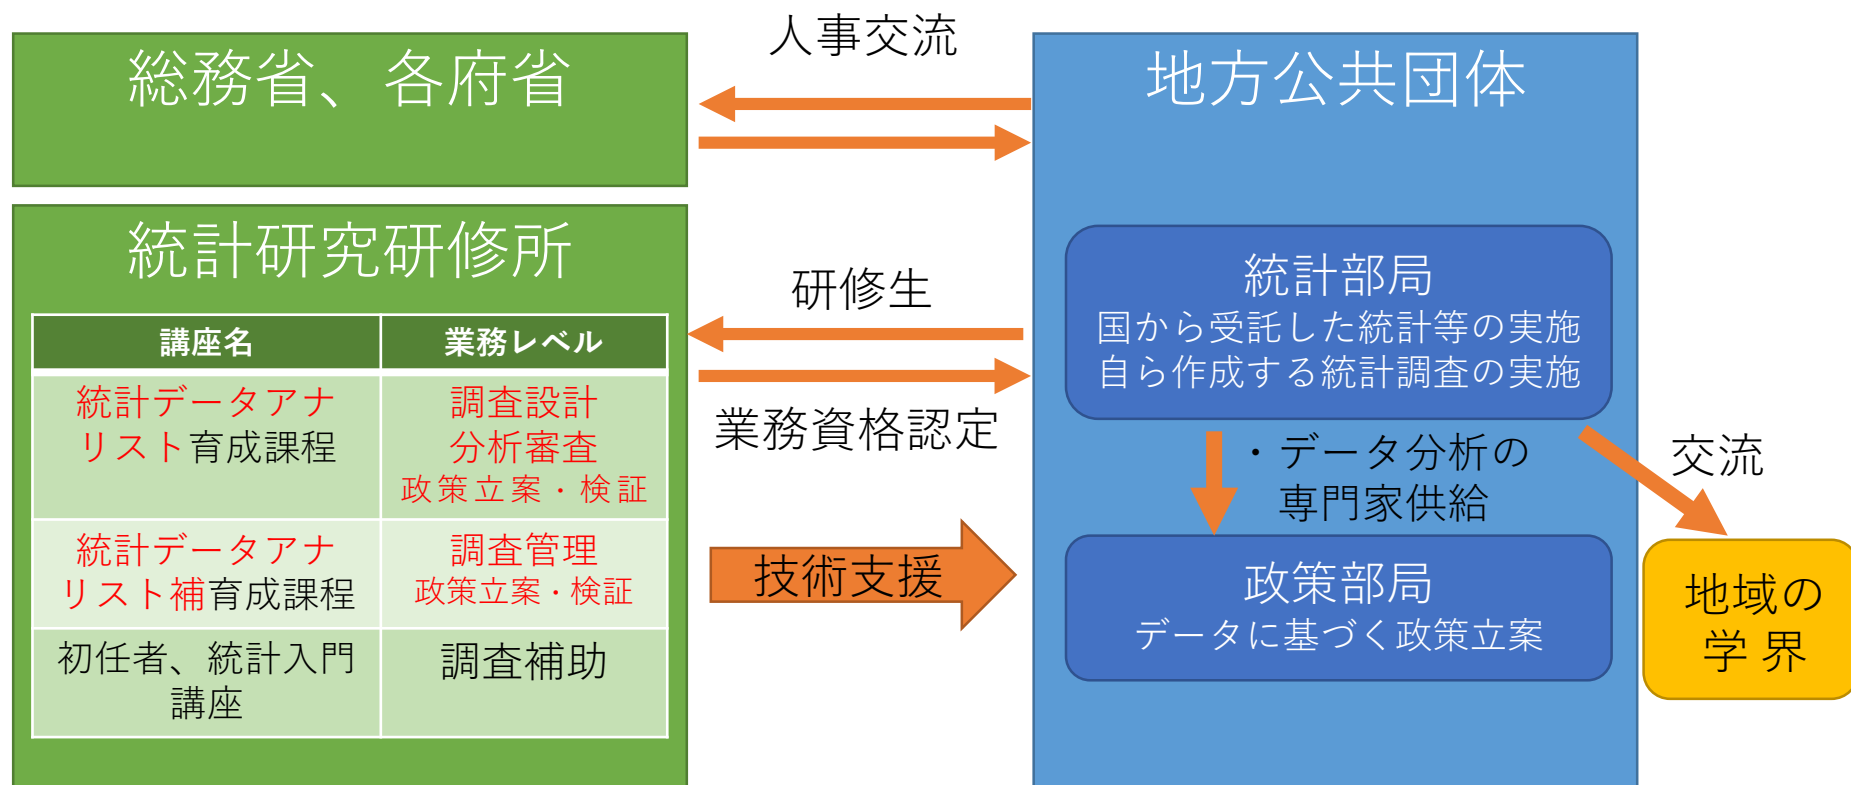 人事交流
総務省、各府省
地方公共団体
統計研究研修所
講座名
業務レベル
統計データアナ
リスト育成課程
調査設計
分析審査
政策立案・検証
統計データアナ
リスト補育成課程
調査管理
政策立案・検証
初任者、統計入門
講座
調査補助
研修生
業務資格認定
技術支援
統計部局
国から受託した統計等の実施
自ら作成する統計調査の実施
・データ分析の
専門家供給
交流
政策部局
データに基づく政策立案
地域の
学 界